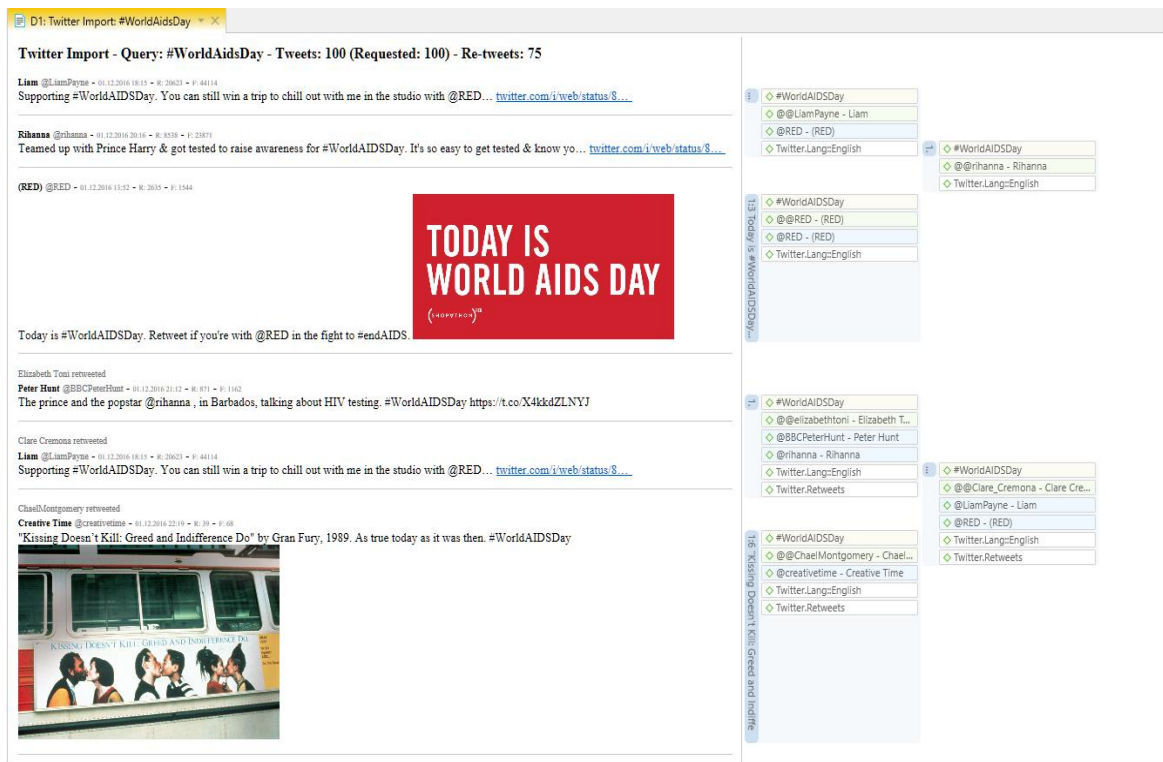 D1: Twitter Import: #WorldAidsDay
Twitter Import - Query: #WorldAidsDay - Tweets: 100 (Requested: 100) - Re-tweets: 75
Liam @LiamPayne - 01.12.2016 18:15 - R: 20623 - F: 44114
Supporting #WorldAIDSDay. You can still win a trip to chill out with me in the studio with @RED… twitter.com/i/web/status/8…
Rihanna @rihanna - 01.12.2016 20:16 - R: 8538 - F: 23871
Teamed up with Prince Harry & got tested to raise awareness for #WorldAIDSDay. It's so easy to get tested & know yo… twitter.com/i/web/status/8…
(RED) @RED - 01.12.2016 13:52 - R: 2635 - F: 1544
TODAY IS
WORLD AIDS DAY
(SHOPATHON)RED
Today is #WorldAIDSDay. Retweet if you're with @RED in the fight to #endAIDS.
Elizabeth Toni retweeted
Peter Hunt @BBCPeterHunt - 01.12.2016 21:12 - R: 871 - F: 1162
The prince and the popstar @rihanna , in Barbados, talking about HIV testing. #WorldAIDSDay https://t.co/X4kkdZLNYJ
Clare Cremona retweeted
Liam @LiamPayne - 01.12.2016 18:15 - R: 20623 - F: 44114
Supporting #WorldAIDSDay. You can still win a trip to chill out with me in the studio with @RED… twitter.com/i/web/status/8…
ChaelMontgomery retweeted
Creative Time @creativetime - 01.12.2016 22:19 - R: 39 - F: 68
"Kissing Doesn't Kill: Greed and Indifference Do" by Gran Fury, 1989. As true today as it was then. #WorldAIDSDay
KISSING DOESN'T KILL: GREED AND INDIFFERENCE DO.
#WorldAIDSDay
@@LiamPayne - Liam
@RED - (RED)
Twitter.Lang::English
1.
#WorldAIDSDay
@@rihanna - Rihanna
Twitter.Lang::English
1:3 Today is #WorldAIDSDay...
#WorldAIDSDay
@@RED - (RED)
@RED - (RED)
Twitter.Lang::English
1.
#WorldAIDSDay
@@elizabethtoni - Elizabeth T...
@BBCPeterHunt - Peter Hunt
@rihanna - Rihanna
Twitter.Lang::English
Twitter.Retweets
#WorldAIDSDay
@@Clare_Cremona - Clare Cre...
@LiamPayne - Liam
@RED - (RED)
Twitter.Lang::English
Twitter.Retweets
1:6 "Kissing Doesn't Kill: Greed and Indiffe
#WorldAIDSDay
@@ChaelMontgomery - Chael...
@creativetime - Creative Time
Twitter.Lang::English
Twitter.Retweets